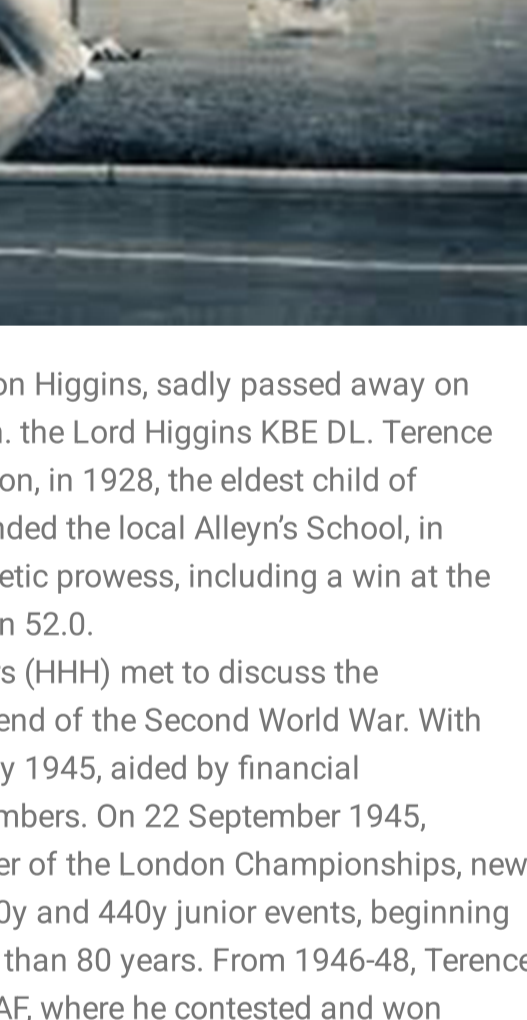 on Higgins, sadly passed away on
. the Lord Higgins KBE DL. Terence
on, in 1928, the eldest child of
nded the local Alleyn's School, in
etic prowess, including a win at the
n 52.0.
s (HHH) met to discuss the
end of the Second World War. With
y 1945, aided by financial
mbers. On 22 September 1945,
er of the London Championships, new
0y and 440y junior events, beginning
than 80 years. From 1946-48, Terence
AF, where he contested and won